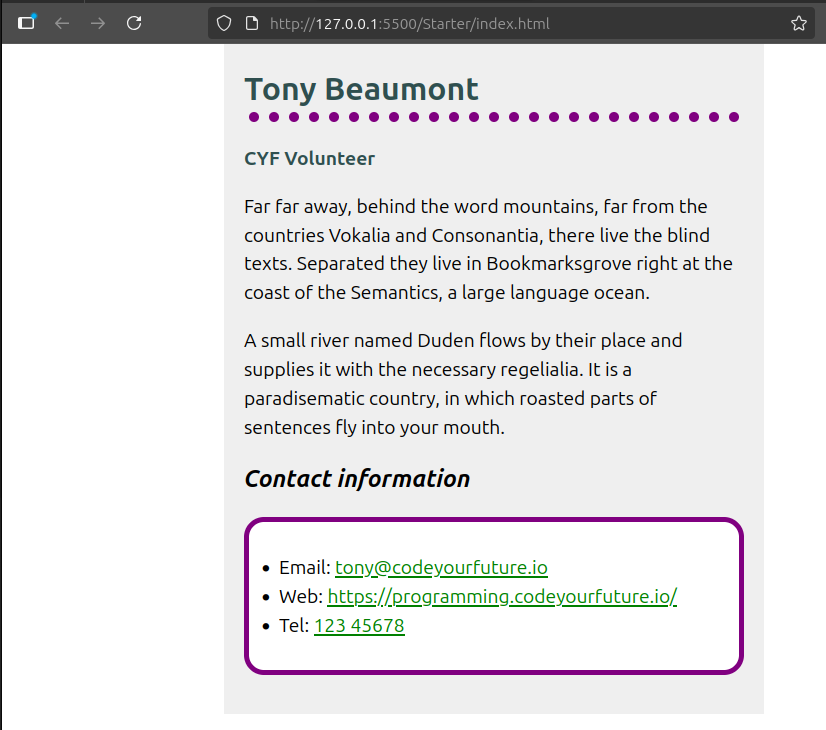 http://127.0.0.1:5500/Starter/index.html
Tony Beaumont
CYF Volunteer
Far far away, behind the word mountains, far from the
countries Vokalia and Consonantia, there live the blind
texts. Separated they live in Bookmarksgrove right at the
coast of the Semantics, a large language ocean.
A small river named Duden flows by their place and
supplies it with the necessary regelialia. It is a
paradisematic country, in which roasted parts of
sentences fly into your mouth.
Contact information
• Email: tony@codeyourfuture.io
• Web: https://programming.codeyourfuture.io/
• Tel: 123 45678